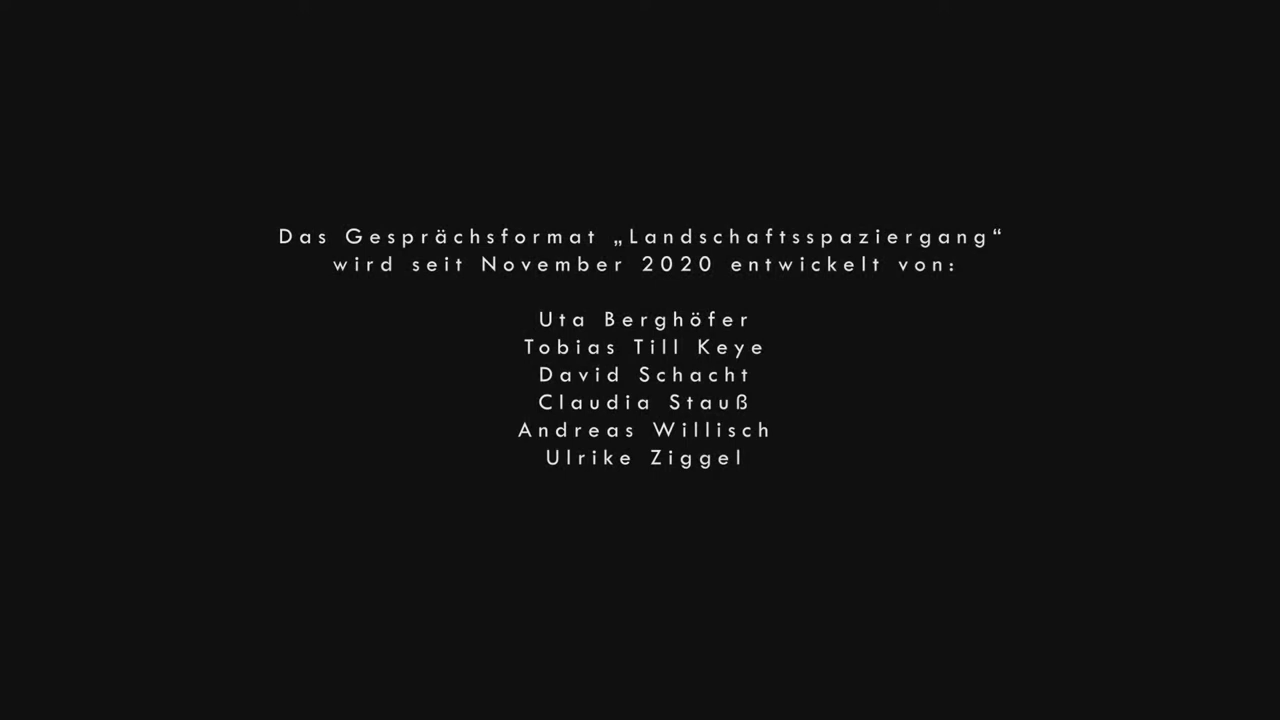 Das Gesprächsformat „Landschaftsspaziergang“
wird seit November 2020 entwickelt von:
Uta Berghöfer
Tobias Till Keye
David Schacht
Claudia Stauß
Andreas Willisch
Ulrike Ziggel